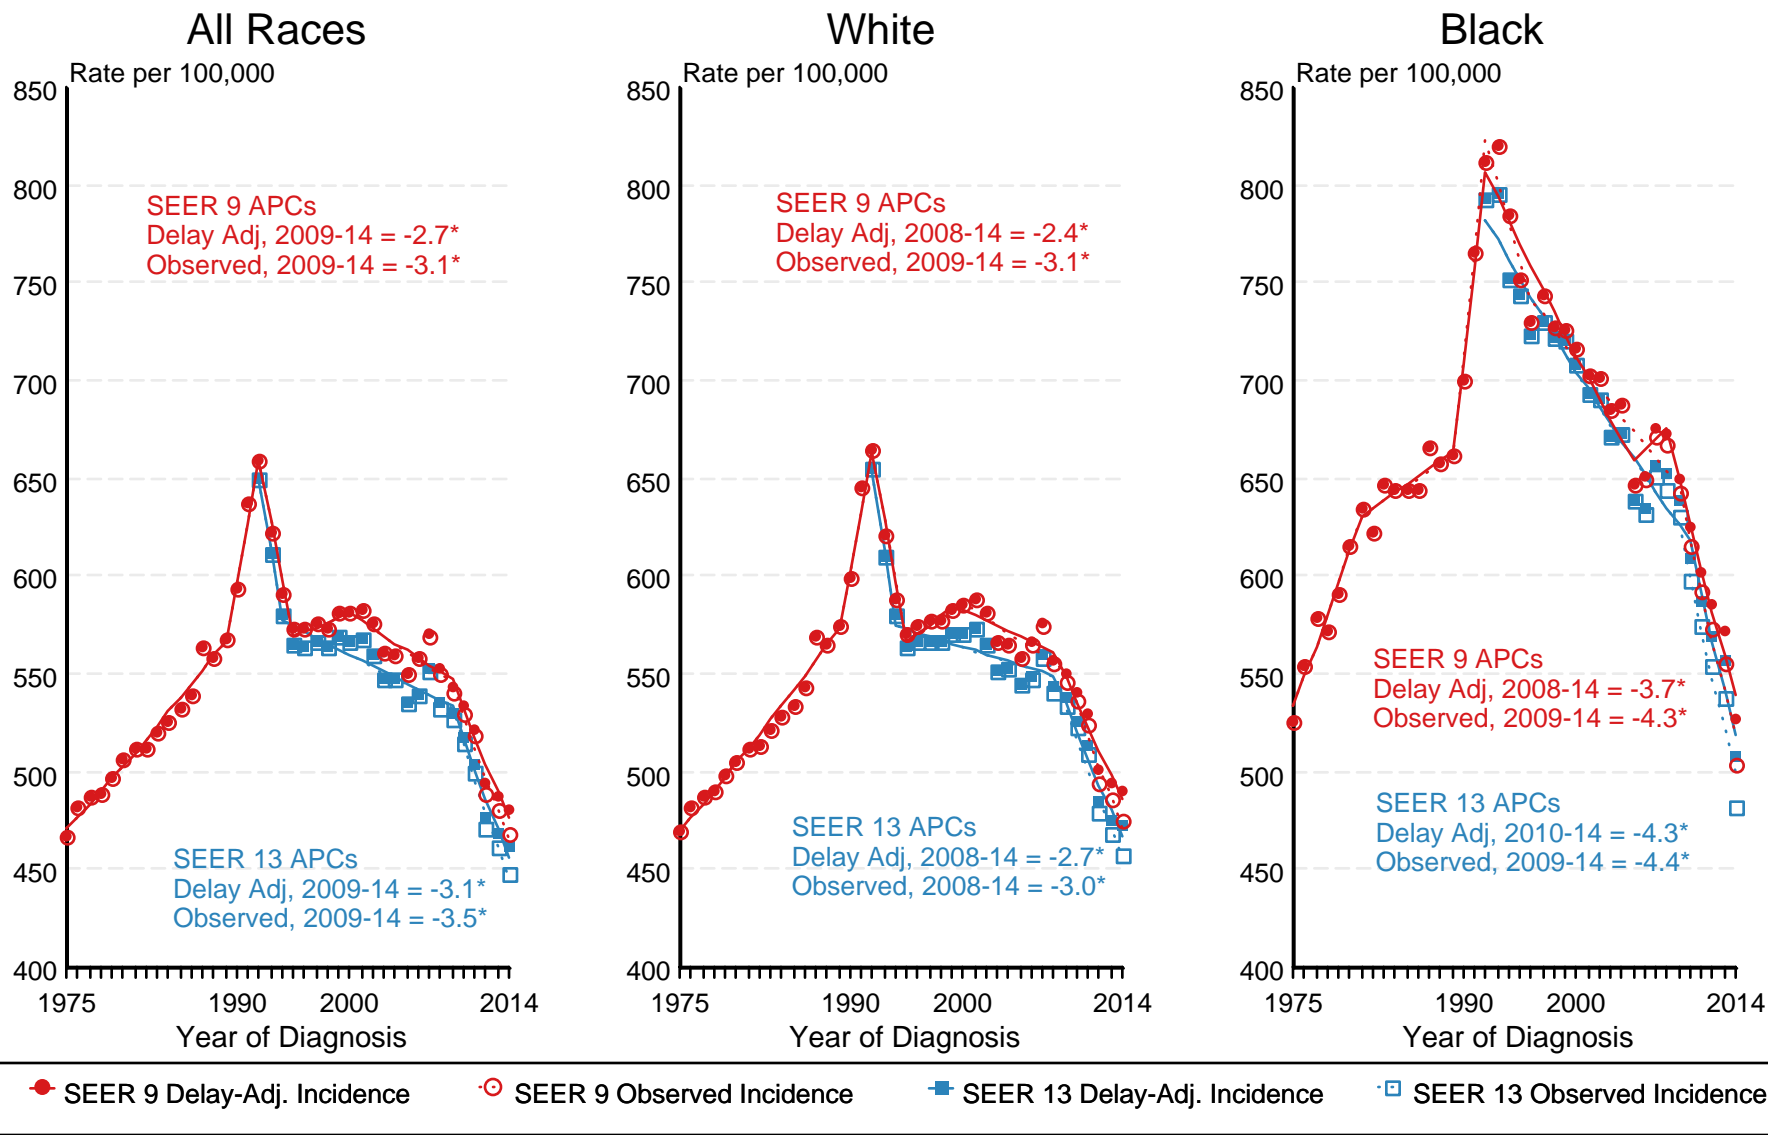 All Races
Rate per 100,000
850
800
750
700
650
600
550
500
450
400
SEER 9 APCs
Delay Adj, 2009-14 = -2.7*
Observed, 2009-14 = -3.1*
SEER 13 APCs
Delay Adj, 2009-14 = -3.1*
Observed, 2009-14 = -3.5*
1975 1990 2000 2014
Year of Diagnosis
White
Rate per 100,000
850
800
750
700
650
600
550
500
450
400
SEER 9 APCs
Delay Adj, 2008-14 = -2.4*
Observed, 2009-14 = -3.1*
SEER 13 APCs
Delay Adj, 2008-14 = -2.7*
Observed, 2008-14 = -3.0*
1975 1990 2000 2014
Year of Diagnosis
Black
Rate per 100,000
850
800
750
700
650
600
550
500
450
400
SEER 9 APCs
Delay Adj, 2008-14 = -3.7*
Observed, 2009-14 = -4.3*
SEER 13 APCs
Delay Adj, 2010-14 = -4.3*
Observed, 2009-14 = -4.4*
1975 1990 2000 2014
Year of Diagnosis
SEER 9 Delay-Adj. Incidence
SEER 9 Observed Incidence
SEER 13 Delay-Adj. Incidence
SEER 13 Observed Incidence